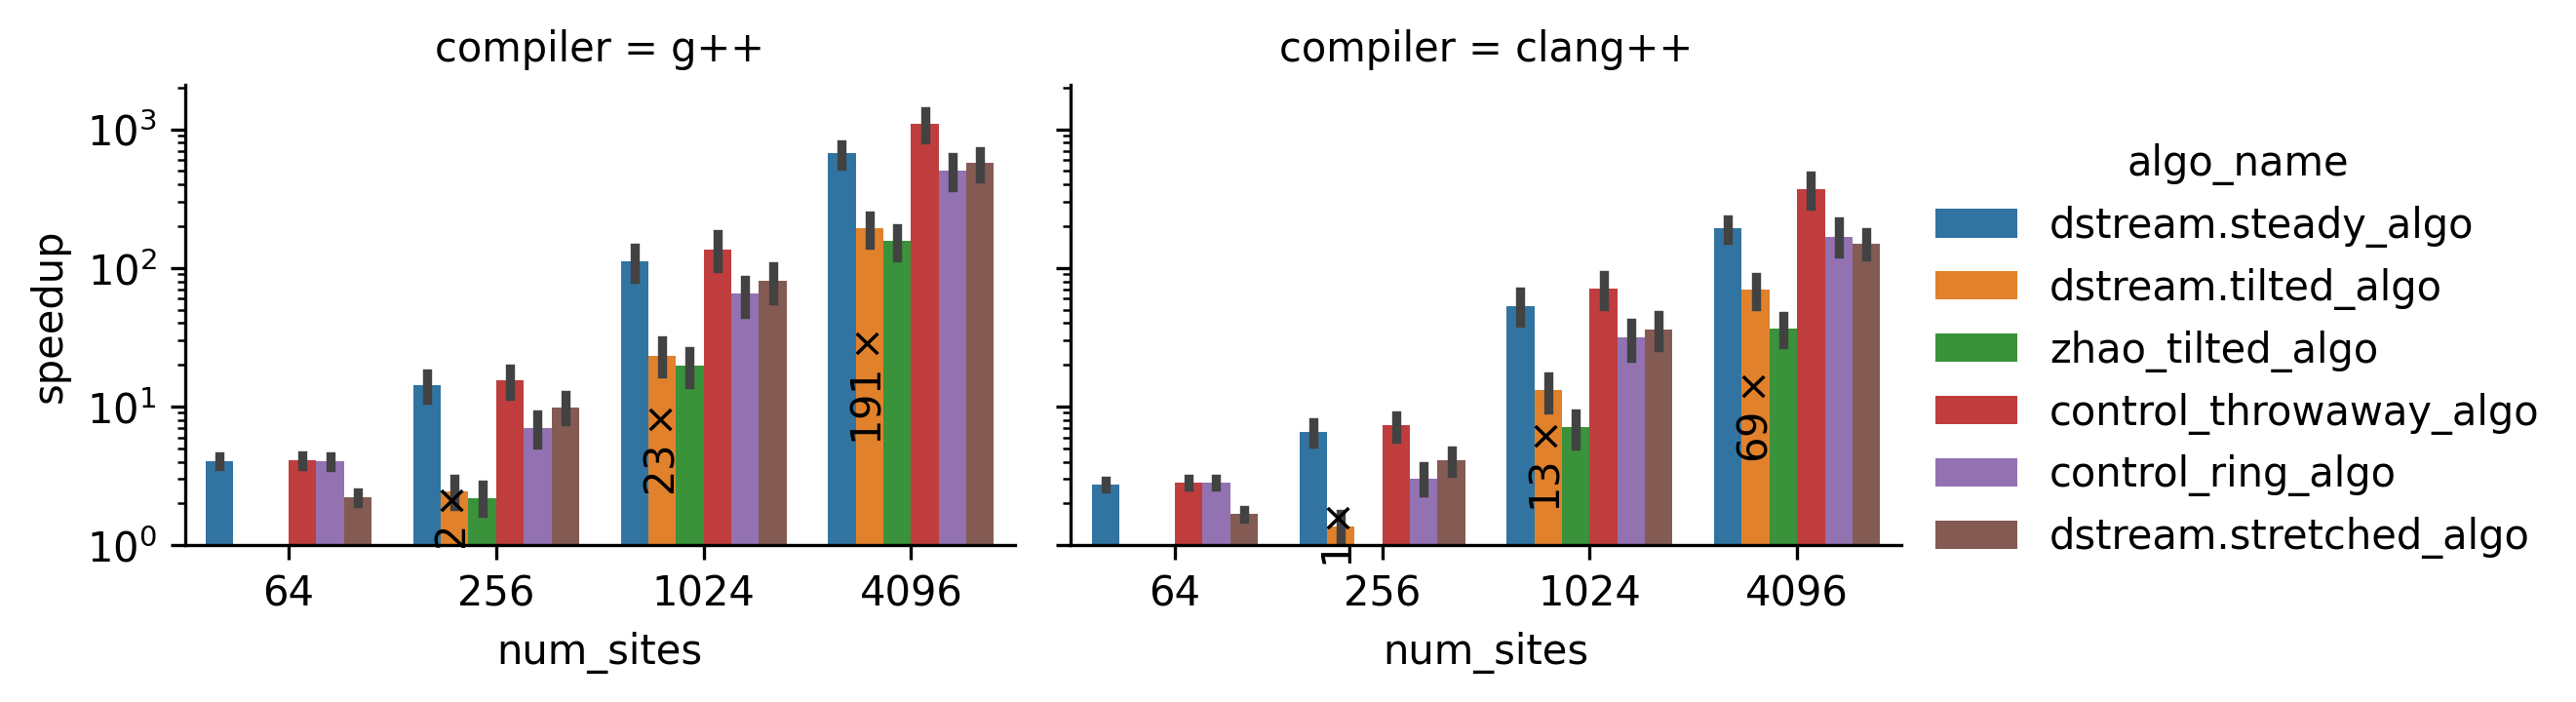 compiler = g++
compiler = clang++
speedup
10³
10²
10¹
10⁰
2 ×
23 ×
191 ×
64
256
1024
4096
num_sites
1 ×
13 ×
69 ×
64
256
1024
4096
num_sites
algo_name
dstream.steady_algo
dstream.tilted_algo
zhao_tilted_algo
control_throwaway_algo
control_ring_algo
dstream.stretched_algo